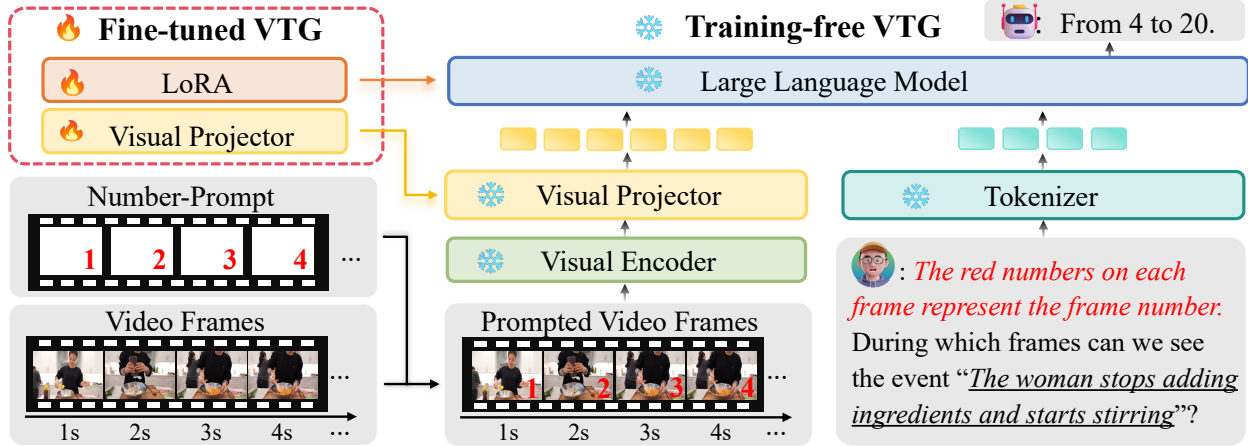 Fine-tuned VTG
LoRA
Visual Projector
Training-free VTG
: From 4 to 20.
Large Language Model
Visual Projector
Tokenizer
Visual Encoder
Number-Prompt
1 2 3 4 ...
Video Frames
...
1s 2s 3s 4s ...
Prompted Video Frames
1 2 3 4 ...
1s 2s 3s 4s ...
: The red numbers on each
frame represent the frame number.
During which frames can we see
the event “The woman stops adding
ingredients and starts stirring”?